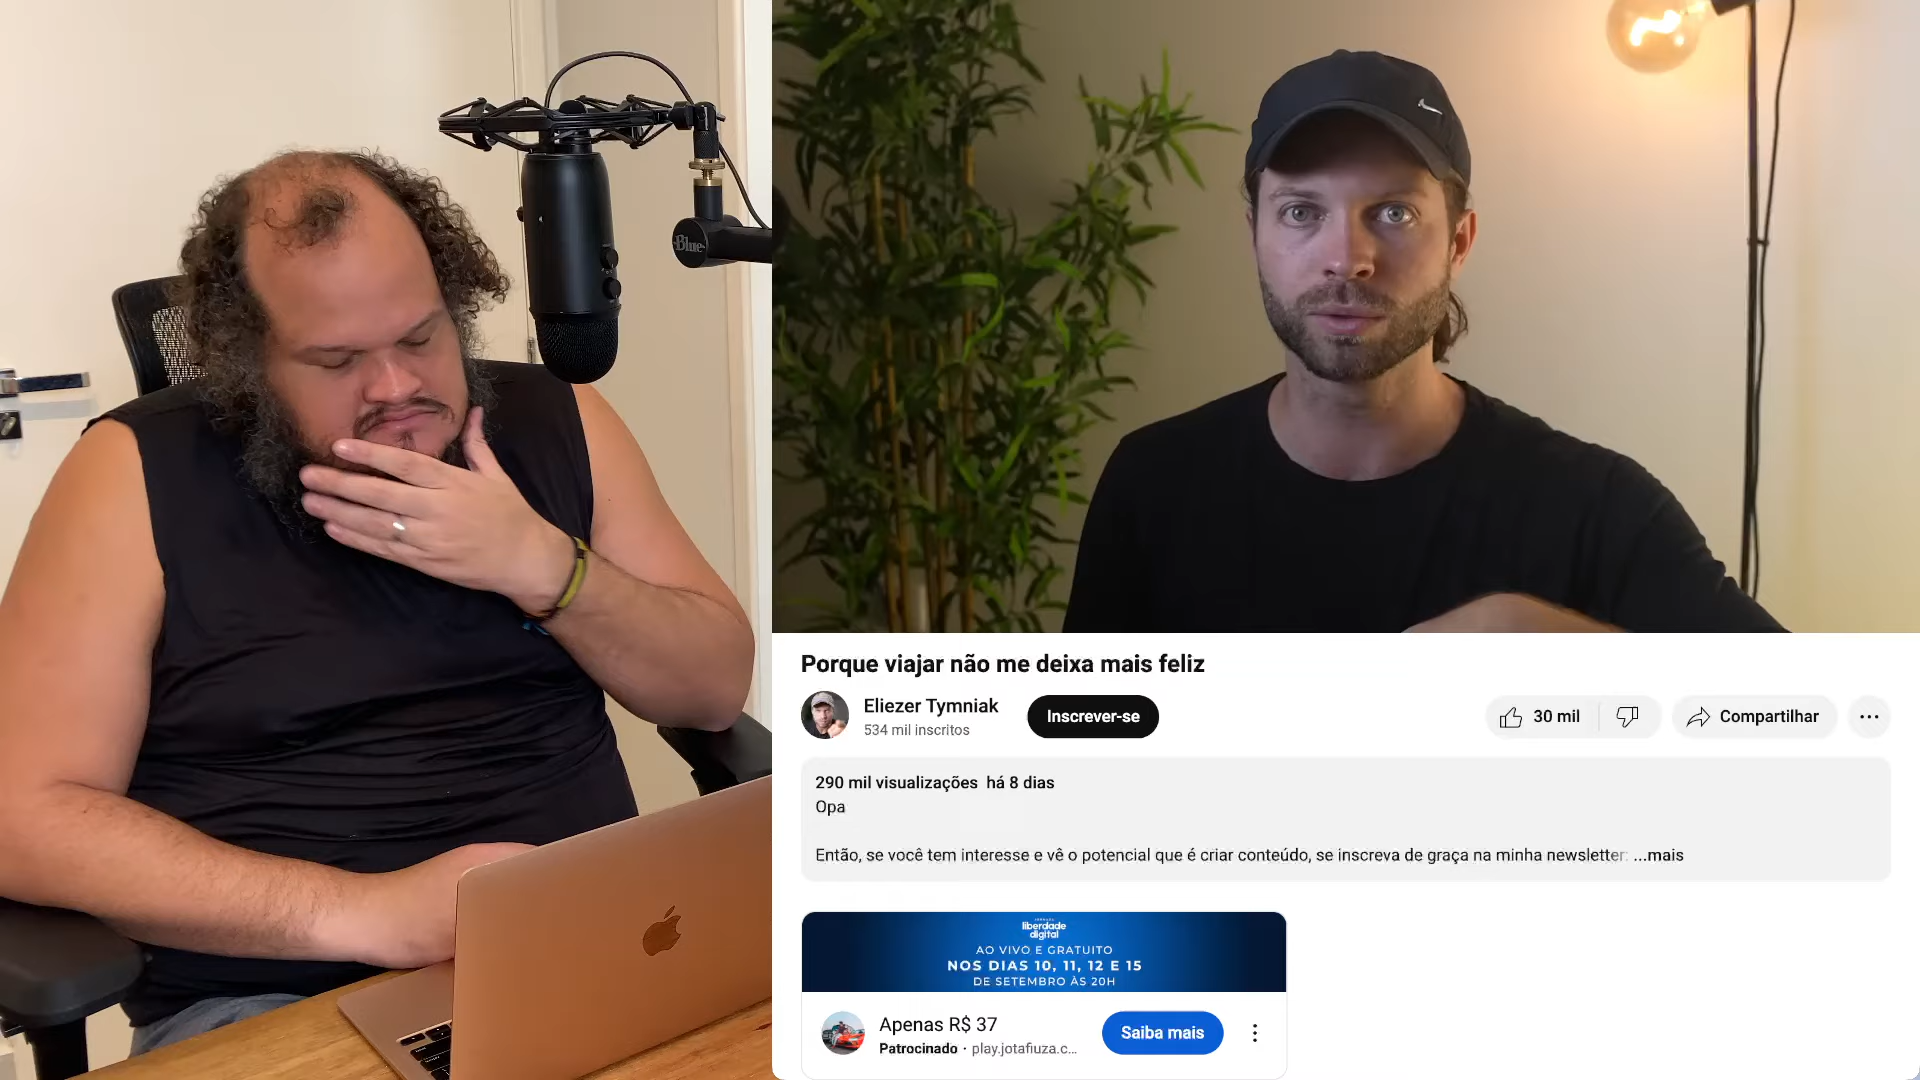 Blue
Porque viajar não me deixa mais feliz
Eliezer Tymniak
534 mil inscritos
Inscrever-se
30 mil
Compartilhar
290 mil visualizações há 8 dias
Opa
Então, se você tem interesse e vê o potencial que é criar conteúdo, se inscreva de graça na minha newsletter: ...mais
JORNADA
liberdade
digital
AO VIVO E GRATUITO
NOS DIAS 10, 11, 12 E 15
DE SETEMBRO ÀS 20H
Apenas R$ 37
Patrocinado · play.jotafiuza.c...
Saiba mais